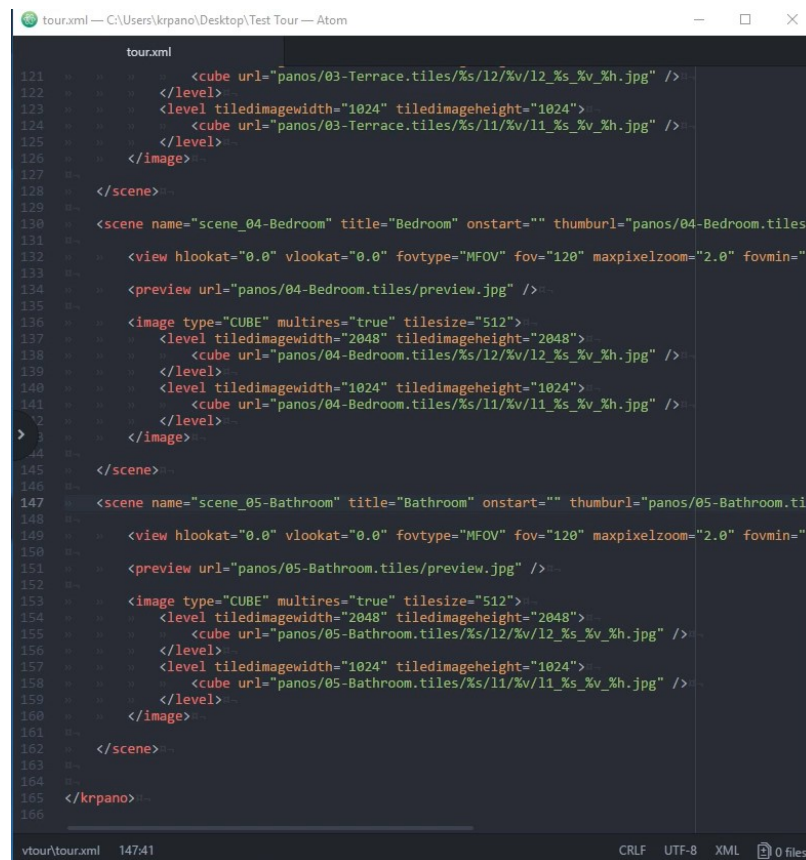 tour.xml — C:\Users\krpano\Desktop\Test Tour — Atom
tour.xml
121 <cube url="panos/03-Terrace.tiles/%s/l2/%v/l2_%s_%v_%h.jpg" />
122 </level>
123 <level tiledimagewidth="1024" tiledimageheight="1024">
124 <cube url="panos/03-Terrace.tiles/%s/l1/%v/l1_%s_%v_%h.jpg" />
125 </level>
126 </image>
127
128 </scene>
129
130 <scene name="scene_04-Bedroom" title="Bedroom" onstart="" thumburl="panos/04-Bedroom.tiles
131
132 <view hlookat="0.0" vlookat="0.0" fovtype="MFOV" fov="120" maxpixelzoom="2.0" fovmin="
133
134 <preview url="panos/04-Bedroom.tiles/preview.jpg" />
135
136 <image type="CUBE" multires="true" tilesize="512">
137 <level tiledimagewidth="2048" tiledimageheight="2048">
138 <cube url="panos/04-Bedroom.tiles/%s/l2/%v/l2_%s_%v_%h.jpg" />
139 </level>
140 <level tiledimagewidth="1024" tiledimageheight="1024">
141 <cube url="panos/04-Bedroom.tiles/%s/l1/%v/l1_%s_%v_%h.jpg" />
2 </level>
3 </image>
44
145 </scene>
146
147 <scene name="scene_05-Bathroom" title="Bathroom" onstart="" thumburl="panos/05-Bathroom.ti
148
149 <view hlookat="0.0" vlookat="0.0" fovtype="MFOV" fov="120" maxpixelzoom="2.0" fovmin="
150
151 <preview url="panos/05-Bathroom.tiles/preview.jpg" />
152
153 <image type="CUBE" multires="true" tilesize="512">
154 <level tiledimagewidth="2048" tiledimageheight="2048">
155 <cube url="panos/05-Bathroom.tiles/%s/l2/%v/l2_%s_%v_%h.jpg" />
156 </level>
157 <level tiledimagewidth="1024" tiledimageheight="1024">
158 <cube url="panos/05-Bathroom.tiles/%s/l1/%v/l1_%s_%v_%h.jpg" />
159 </level>
160 </image>
161
162 </scene>
163
164
165 </krpano>
166
vtour\tour.xml 147:41 CRLF UTF-8 XML 0 files